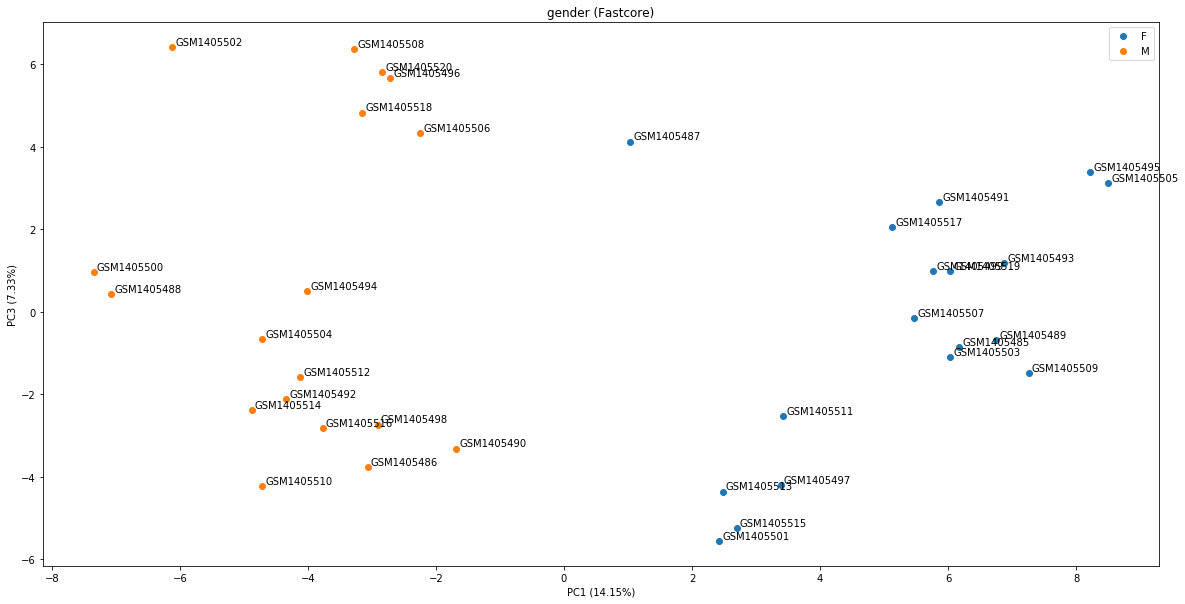 gender (Fastcore)
F
M
GSM1405502
GSM1405508
GSM1405520
GSM1405496
GSM1405518
GSM1405506
GSM1405487
GSM1405495
GSM1405505
GSM1405491
GSM1405517
GSM1405493
GSM1405519
GSM1405500
GSM1405488
GSM1405494
GSM1405507
GSM1405504
GSM1405489
GSM1405485
GSM1405503
GSM1405509
GSM1405512
GSM1405492
GSM1405514
GSM1405511
GSM1405498
GSM1405516
GSM1405490
GSM1405486
GSM1405510
GSM1405497
GSM1405513
GSM1405515
GSM1405501
6
4
2
0
−2
−4
−6
PC3 (7.33%)
−8
−6
−4
−2
0
2
4
6
8
PC1 (14.15%)